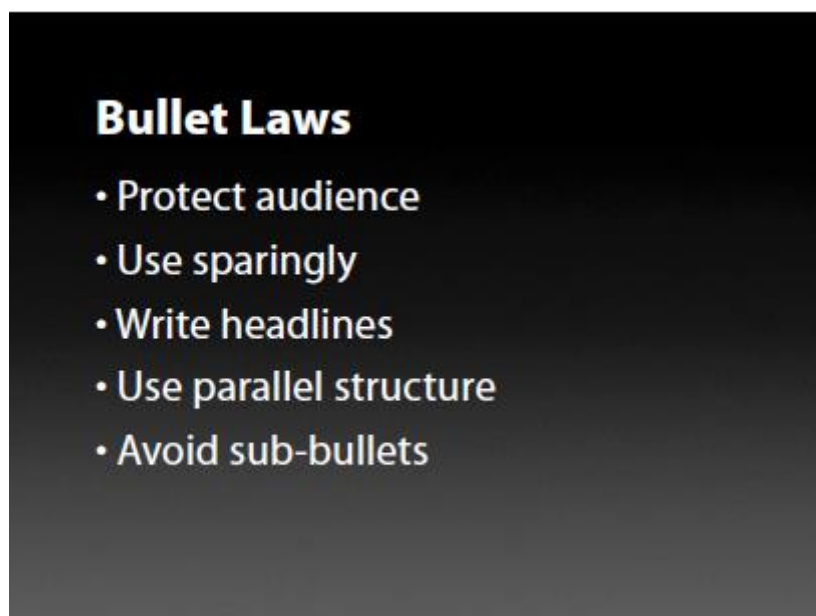 Bullet Laws
• Protect audience
• Use sparingly
• Write headlines
• Use parallel structure
• Avoid sub-bullets